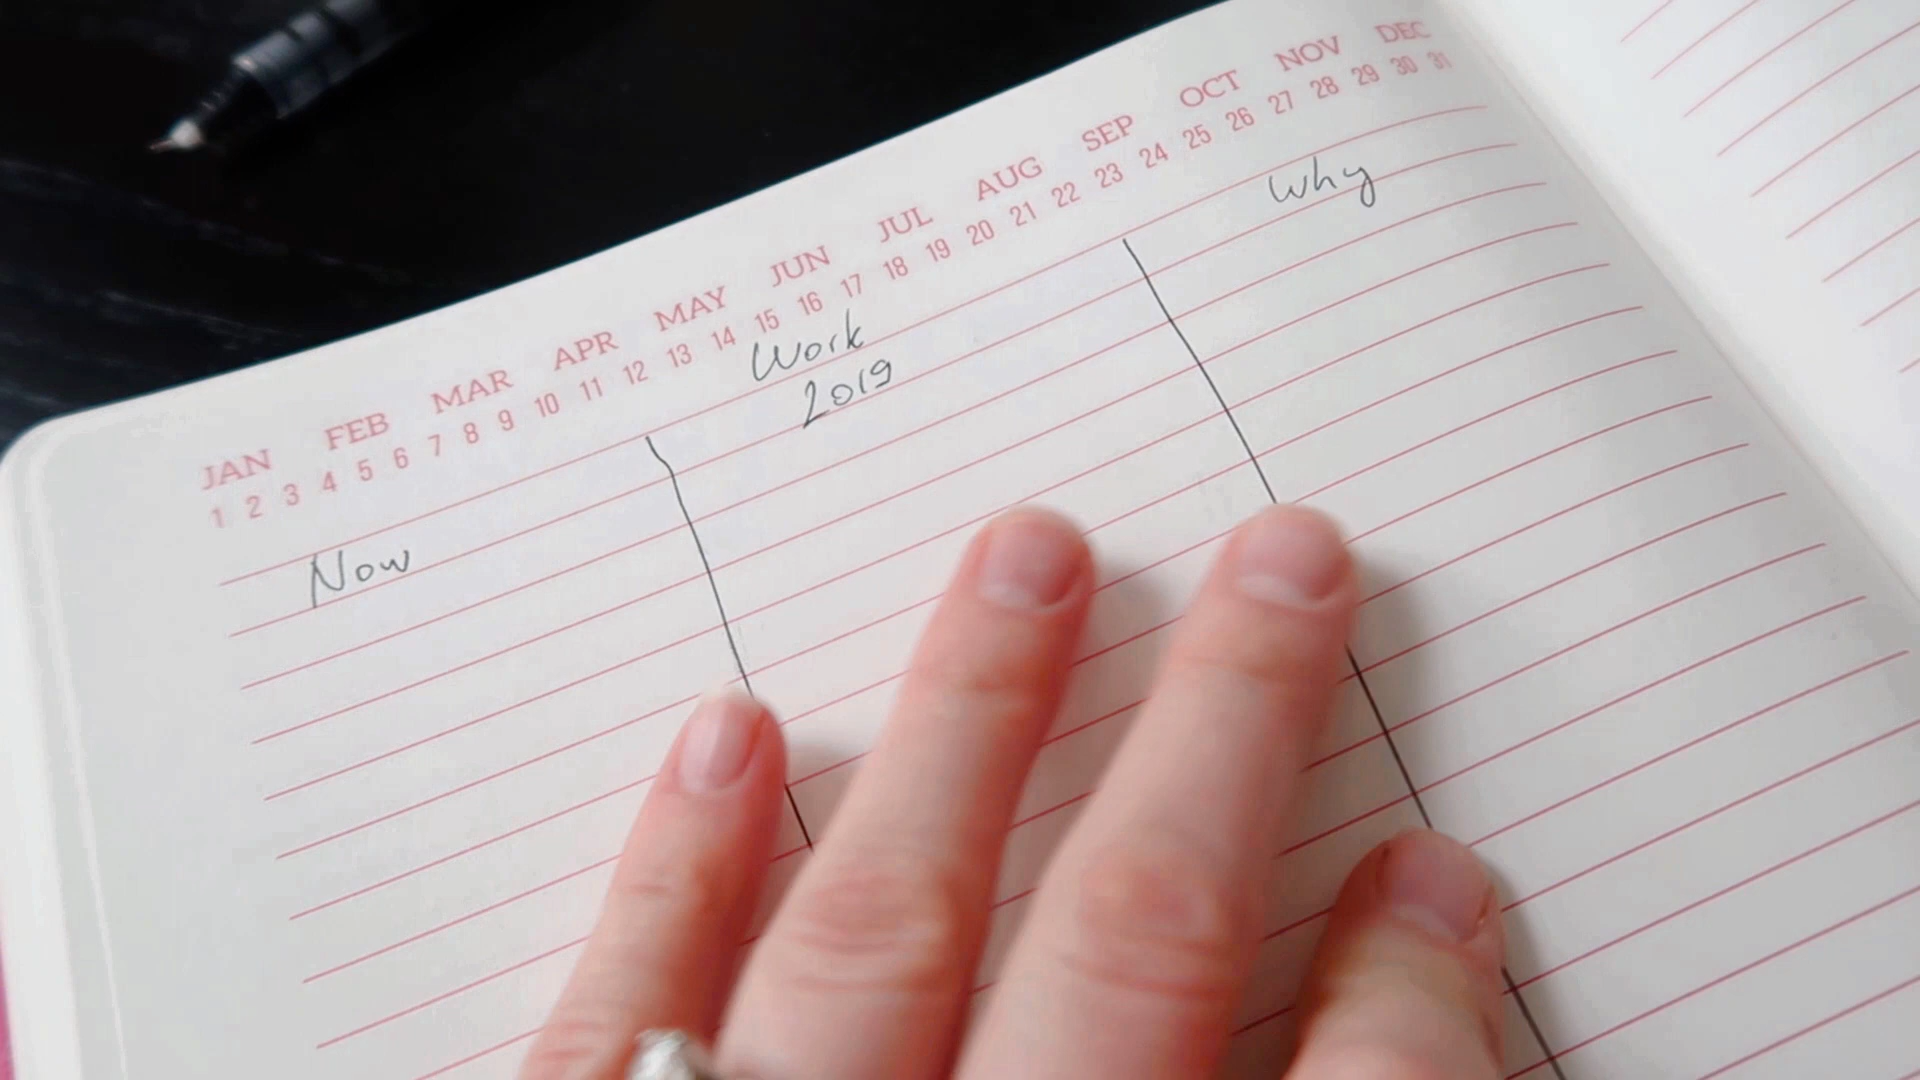 JAN FEB MAR APR MAY JUN JUL AUG SEP OCT NOV DEC
1 2 3 4 5 6 7 8 9 10 11 12 13 14 15 16 17 18 19 20 21 22 23 24 25 26 27 28 29 30 31
Work
2019
Now
Why